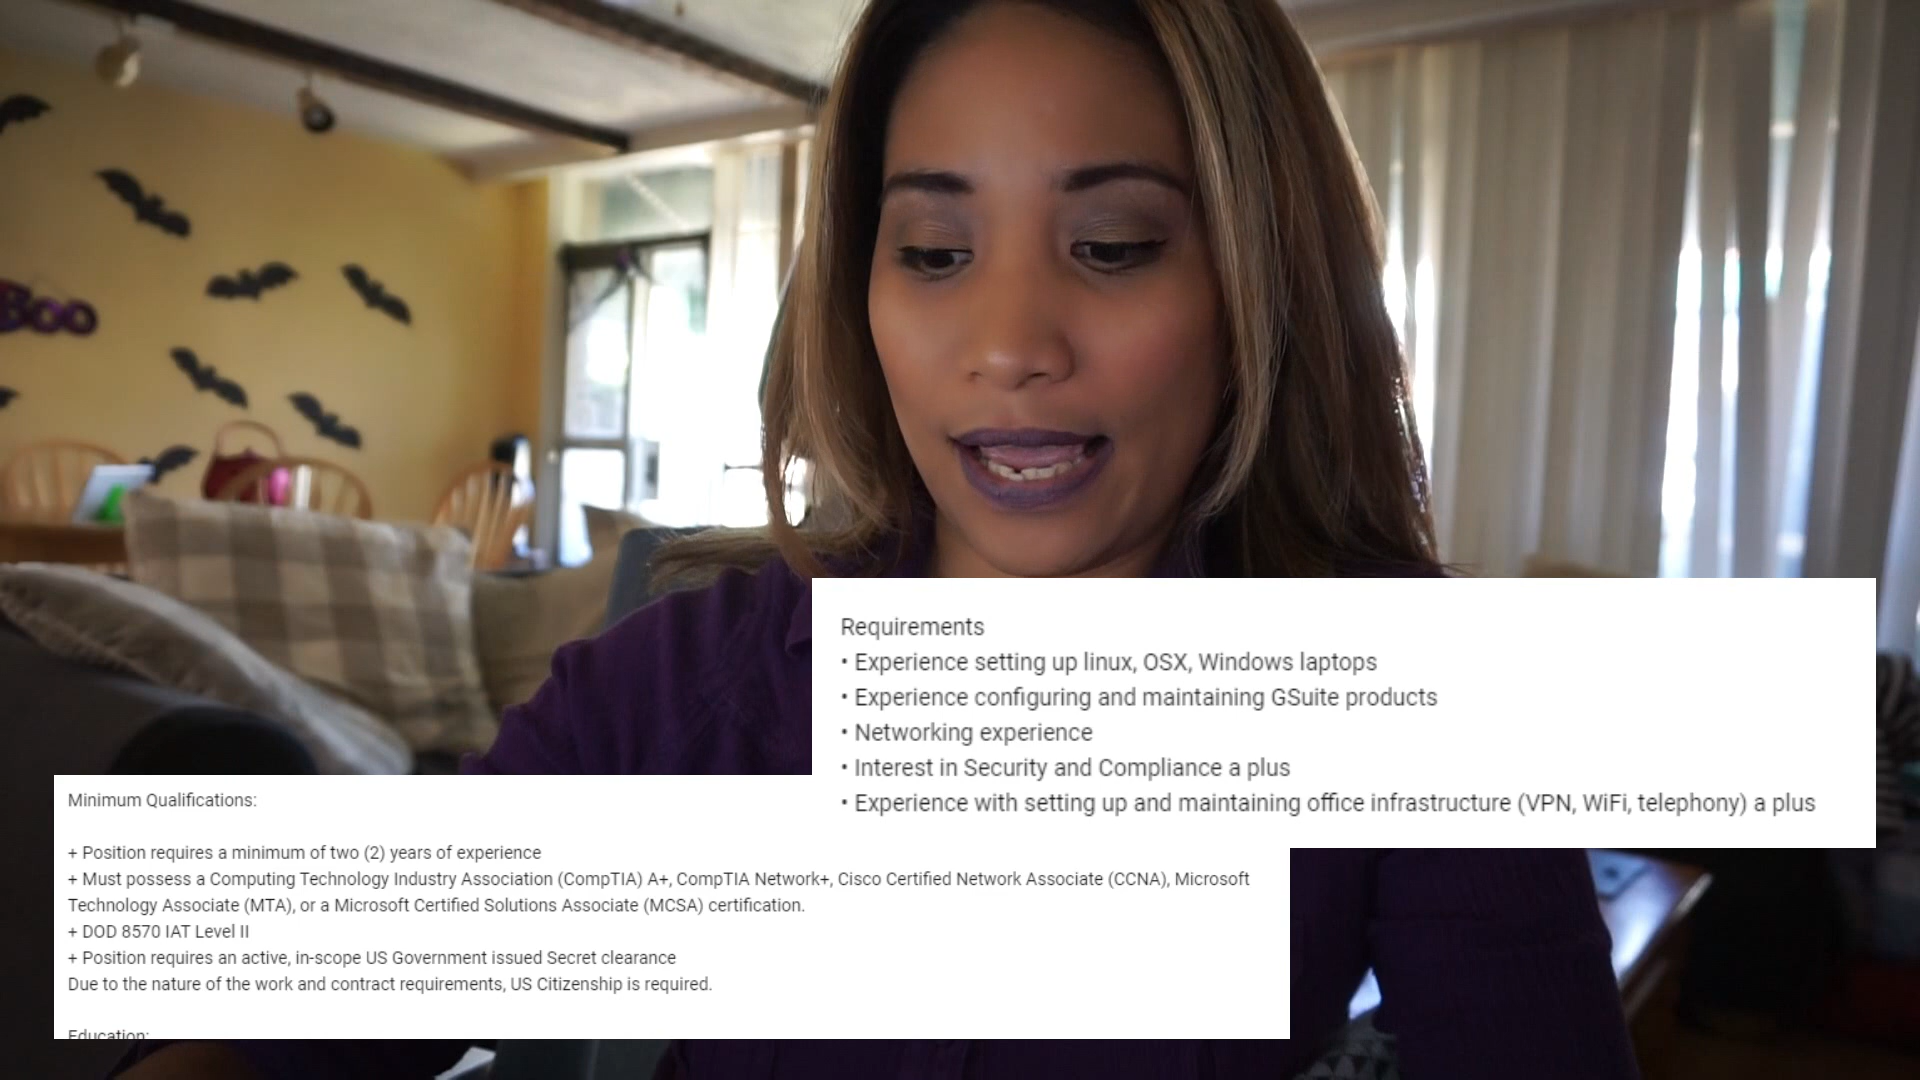 Boo
Requirements
• Experience setting up linux, OSX, Windows laptops
• Experience configuring and maintaining GSuite products
• Networking experience
• Interest in Security and Compliance a plus
• Experience with setting up and maintaining office infrastructure (VPN, WiFi, telephony) a plus
Minimum Qualifications:
+ Position requires a minimum of two (2) years of experience
+ Must possess a Computing Technology Industry Association (CompTIA) A+, CompTIA Network+, Cisco Certified Network Associate (CCNA), Microsoft
Technology Associate (MTA), or a Microsoft Certified Solutions Associate (MCSA) certification.
+ DOD 8570 IAT Level II
+ Position requires an active, in-scope US Government issued Secret clearance
Due to the nature of the work and contract requirements, US Citizenship is required.
Education: